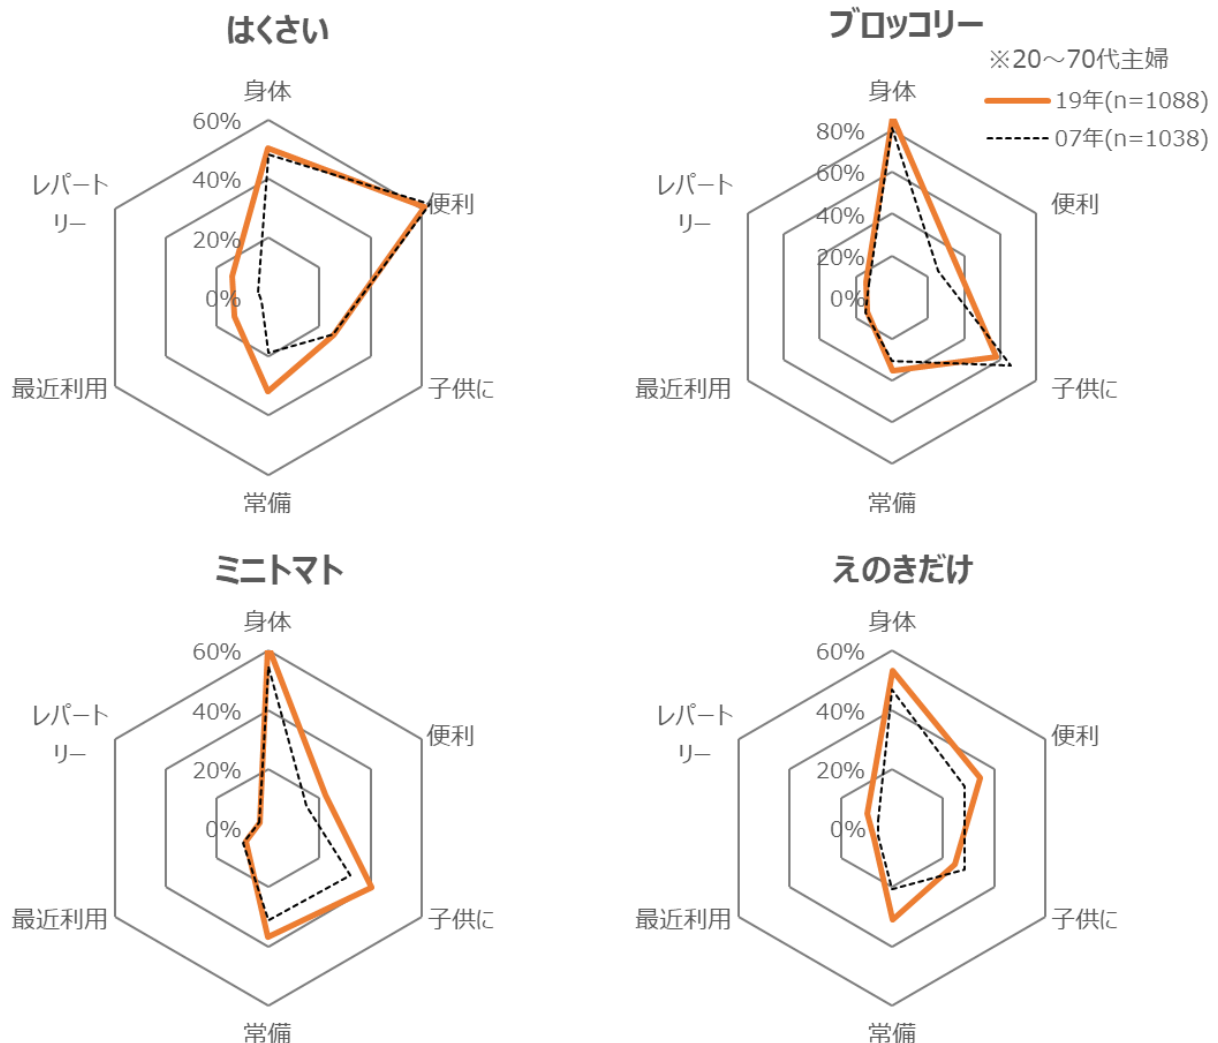 はくさい
身体
60%
40%
20%
0%
レパート
リー
便利
最近利用
子供に
常備
ブロッコリー
※20～70代主婦
19年(n=1088)
07年(n=1038)
身体
80%
60%
40%
20%
0%
レパート
リー
便利
最近利用
子供に
常備
ミニトマト
身体
60%
40%
20%
0%
レパート
リー
便利
最近利用
子供に
常備
えのきだけ
身体
60%
40%
20%
0%
レパート
リー
便利
最近利用
子供に
常備